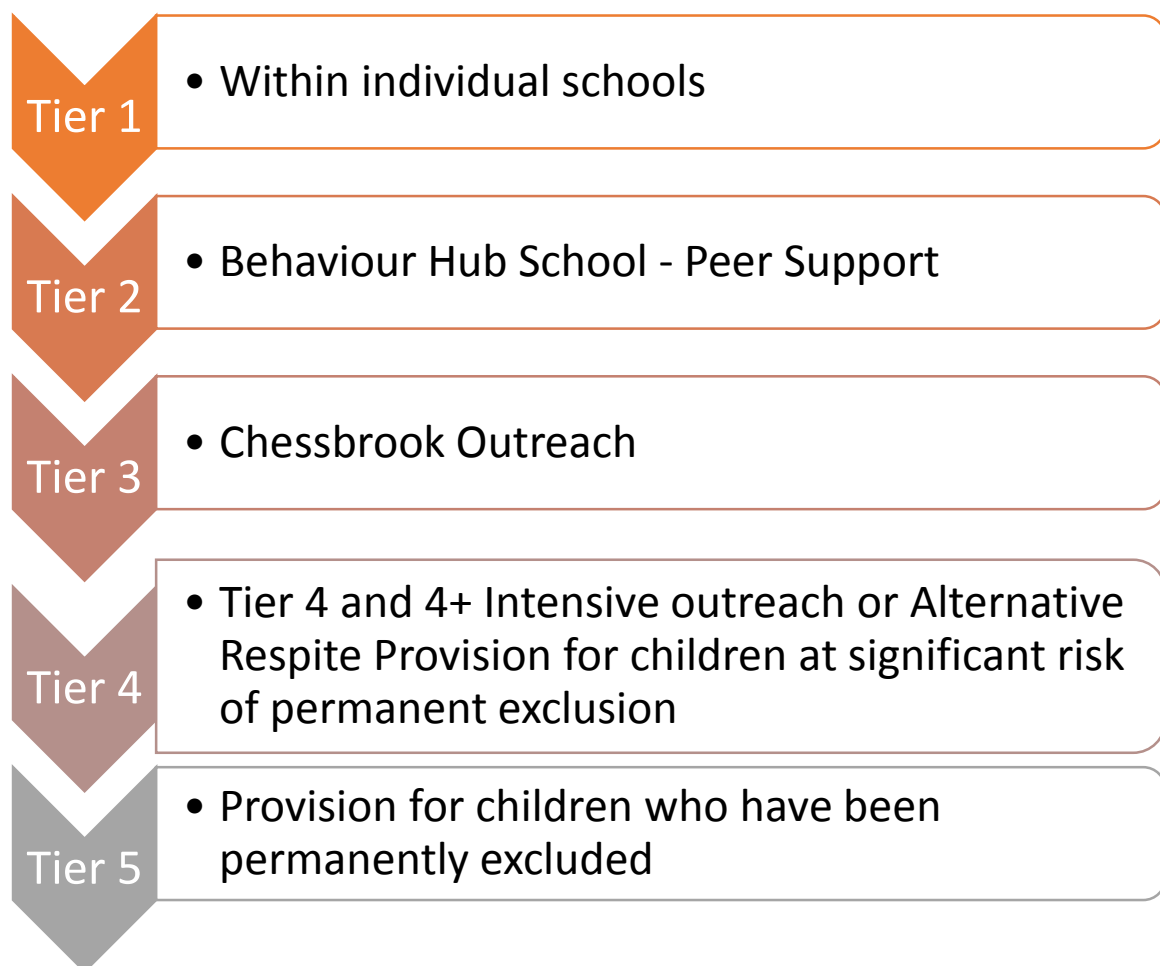 Tier 1
• Within individual schools
Tier 2
• Behaviour Hub School - Peer Support
Tier 3
• Chessbrook Outreach
Tier 4
• Tier 4 and 4+ Intensive outreach or Alternative
Respite Provision for children at significant risk
of permanent exclusion
Tier 5
• Provision for children who have been
permanently excluded